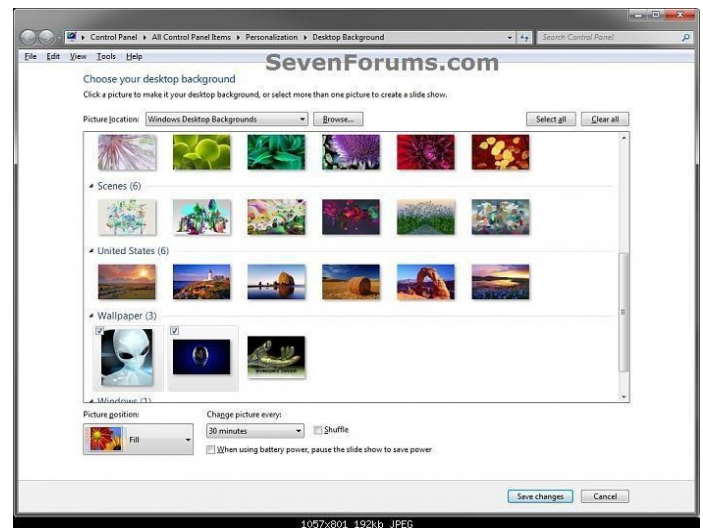 Control Panel ▸ All Control Panel Items ▸ Personalization ▸ Desktop Background
Search Control Panel
File Edit View Tools Help
SevenForums.com
Choose your desktop background
Click a picture to make it your desktop background, or select more than one picture to create a slide show.
Picture location: Windows Desktop Backgrounds Browse... Select all Clear all
Scenes (6)
United States (6)
Wallpaper (3)
Windows (1)
Picture position: Change picture every:
Fill 30 minutes Shuffle
When using battery power, pause the slide show to save power
Save changes Cancel
1057x801 192kb JPEG